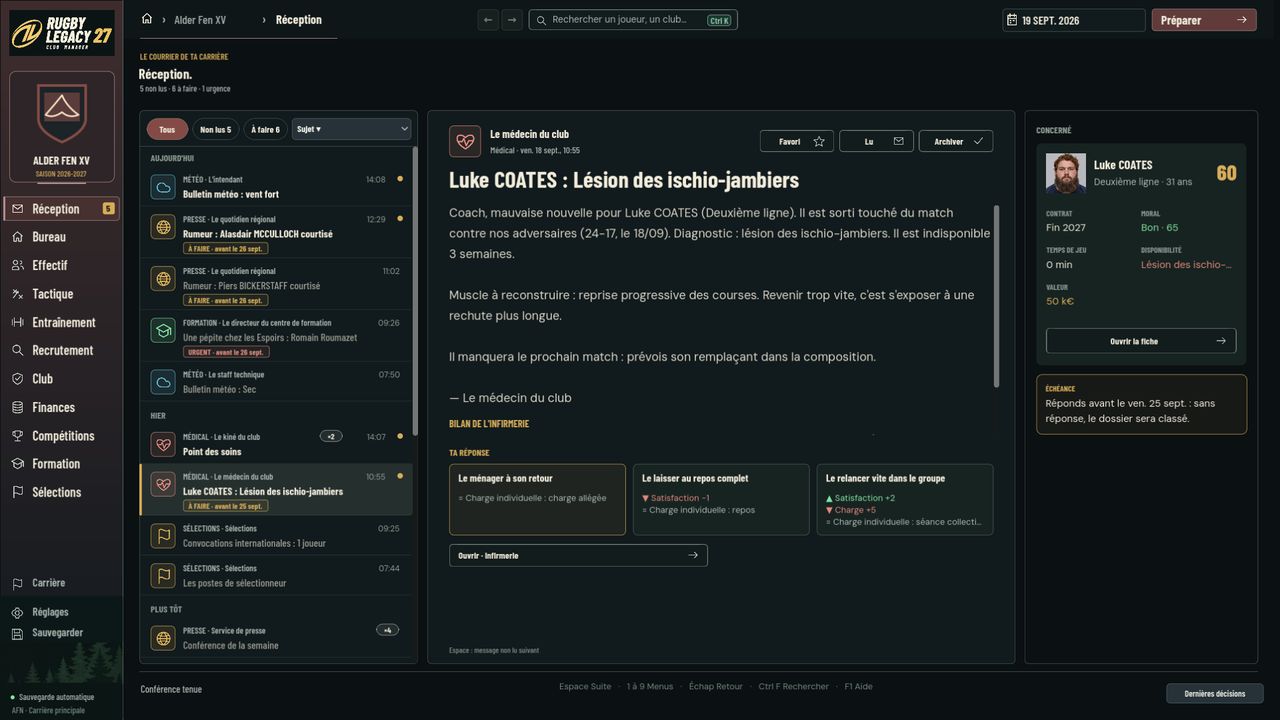 RUGBY
LEGACY 27
CLUB MANAGER
ALDER FEN XV
SAISON 2026-2027
Réception 5
Bureau
Effectif
Tactique
Entraînement
Recrutement
Club
Finances
Compétitions
Formation
Sélections
Carrière
Réglages
Sauvegarder
Sauvegarde automatique
AFN · Carrière principale
Alder Fen XV › Réception
Rechercher un joueur, un club... Ctrl K
19 SEPT. 2026
Préparer
LE COURRIER DE TA CARRIÈRE
Réception.
5 non lus · 6 à faire · 1 urgence
Tous
Non lus 5
À faire 6
Sujet ▾
AUJOURD'HUI
MÉTÉO · L'intendant 14:08
Bulletin météo : vent fort
PRESSE · Le quotidien régional 12:29
Rumeur : Alasdair MCCULLOCH courtisé
À FAIRE · avant le 26 sept.
PRESSE · Le quotidien régional 11:02
Rumeur : Piers BICKERSTAFF courtisé
À FAIRE · avant le 26 sept.
FORMATION · Le directeur du centre de formation 09:26
Une pépite chez les Espoirs : Romain Roumazet
URGENT · avant le 26 sept.
MÉTÉO · Le staff technique 07:50
Bulletin météo : Sec
HIER
MÉDICAL · Le kiné du club +2 14:07
Point des soins
MÉDICAL · Le médecin du club 10:55
Luke COATES : Lésion des ischio-jambiers
À FAIRE · avant le 25 sept.
SÉLECTIONS · Sélections 09:25
Convocations internationales : 1 joueur
SÉLECTIONS · Sélections 07:44
Les postes de sélectionneur
PLUS TÔT
PRESSE · Service de presse +4
Conférence de la semaine
Le médecin du club
Médical · ven. 18 sept., 10:55
Favori
Lu
Archiver
Luke COATES : Lésion des ischio-jambiers
Coach, mauvaise nouvelle pour Luke COATES (Deuxième ligne). Il est sorti touché du match
contre nos adversaires (24-17, le 18/09). Diagnostic : lésion des ischio-jambiers. Il est indisponible
3 semaines.
Muscle à reconstruire : reprise progressive des courses. Revenir trop vite, c'est s'exposer à une
rechute plus longue.
Il manquera le prochain match : prévois son remplaçant dans la composition.
— Le médecin du club
BILAN DE L'INFIRMERIE
TA RÉPONSE
Le ménager à son retour
= Charge individuelle : charge allégée
Le laisser au repos complet
▼ Satisfaction -1
= Charge individuelle : repos
Le relancer vite dans le groupe
▲ Satisfaction +2
▼ Charge +5
= Charge individuelle : séance collecti...
Ouvrir · Infirmerie
Espace : message non lu suivant
CONCERNÉ
Luke COATES
Deuxième ligne · 31 ans
60
CONTRAT
Fin 2027
MORAL
Bon · 65
TEMPS DE JEU
0 min
DISPONIBILITÉ
Lésion des ischio-...
VALEUR
50 k€
Ouvrir la fiche
ÉCHÉANCE
Réponds avant le ven. 25 sept. : sans
réponse, le dossier sera classé.
Conférence tenue
Espace Suite · 1 à 9 Menus · Échap Retour · Ctrl F Rechercher · F1 Aide
Dernières décisions